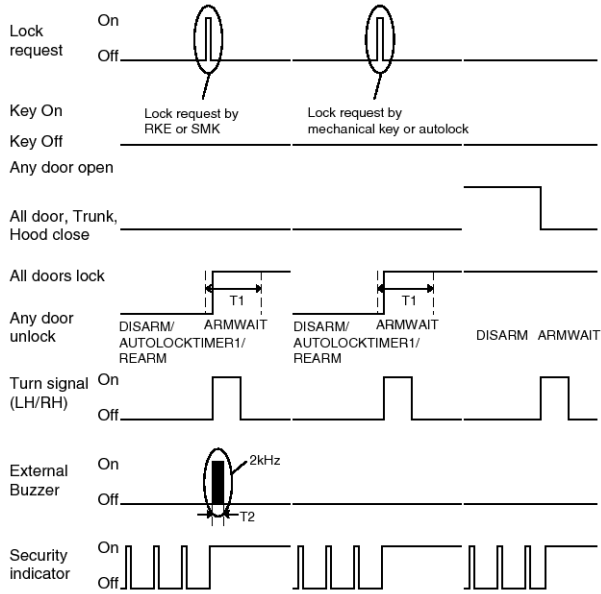 On
Lock
request
Off
Key On
Lock request by
RKE or SMK
Lock request by
mechanical key or autolock
Key Off
Any door open
All door, Trunk,
Hood close
All doors lock
T1
T1
Any door
unlock
DISARM/
AUTOLOCKTIMER1/
REARM
ARMWAIT
DISARM/
AUTOLOCKTIMER1/
REARM
ARMWAIT
DISARM
ARMWAIT
Turn signal
(LH/RH)
On
Off
External
Buzzer
On
2kHz
Off
T2
Security
indicator
On
Off